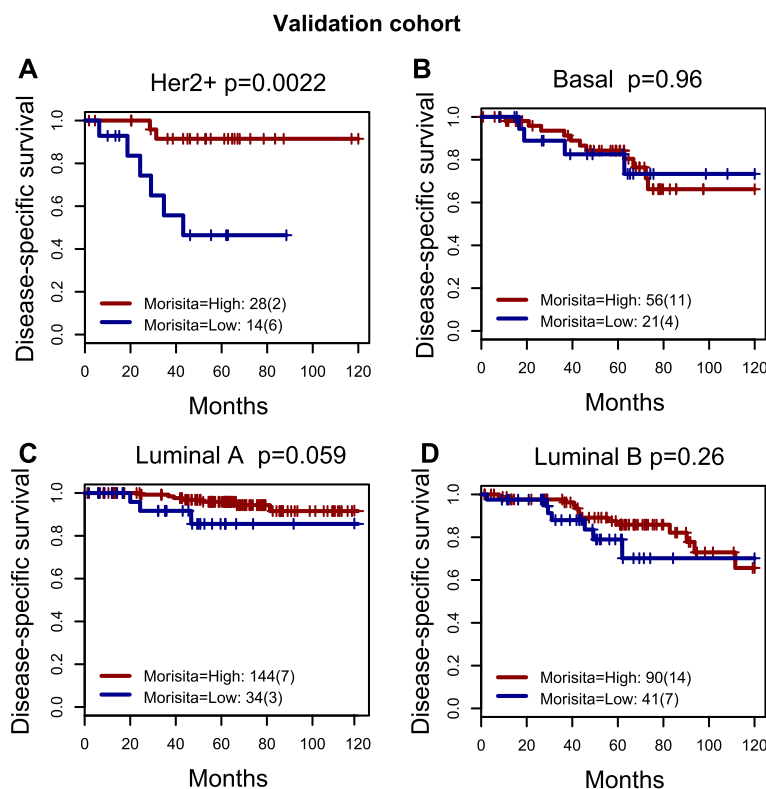 Validation cohort
A
Her2+ p=0.0022
Disease-specific survival
1.0
0.8
0.6
0.4
0.2
0.0
Morisita=High: 28(2)
Morisita=Low: 14(6)
0 20 40 60 80 100 120
Months
B
Basal p=0.96
Disease-specific survival
1.0
0.8
0.6
0.4
0.2
0.0
Morisita=High: 56(11)
Morisita=Low: 21(4)
0 20 40 60 80 100 120
Months
C
Luminal A p=0.059
Disease-specific survival
1.0
0.8
0.6
0.4
0.2
0.0
Morisita=High: 144(7)
Morisita=Low: 34(3)
0 20 40 60 80 100 120
Months
D
Luminal B p=0.26
Disease-specific survival
1.0
0.8
0.6
0.4
0.2
0.0
Morisita=High: 90(14)
Morisita=Low: 41(7)
0 20 40 60 80 100 120
Months